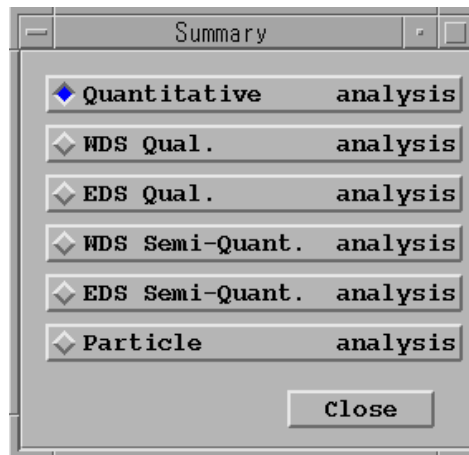 Summary
Quantitative analysis
WDS Qual. analysis
EDS Qual. analysis
WDS Semi-Quant. analysis
EDS Semi-Quant. analysis
Particle analysis
Close